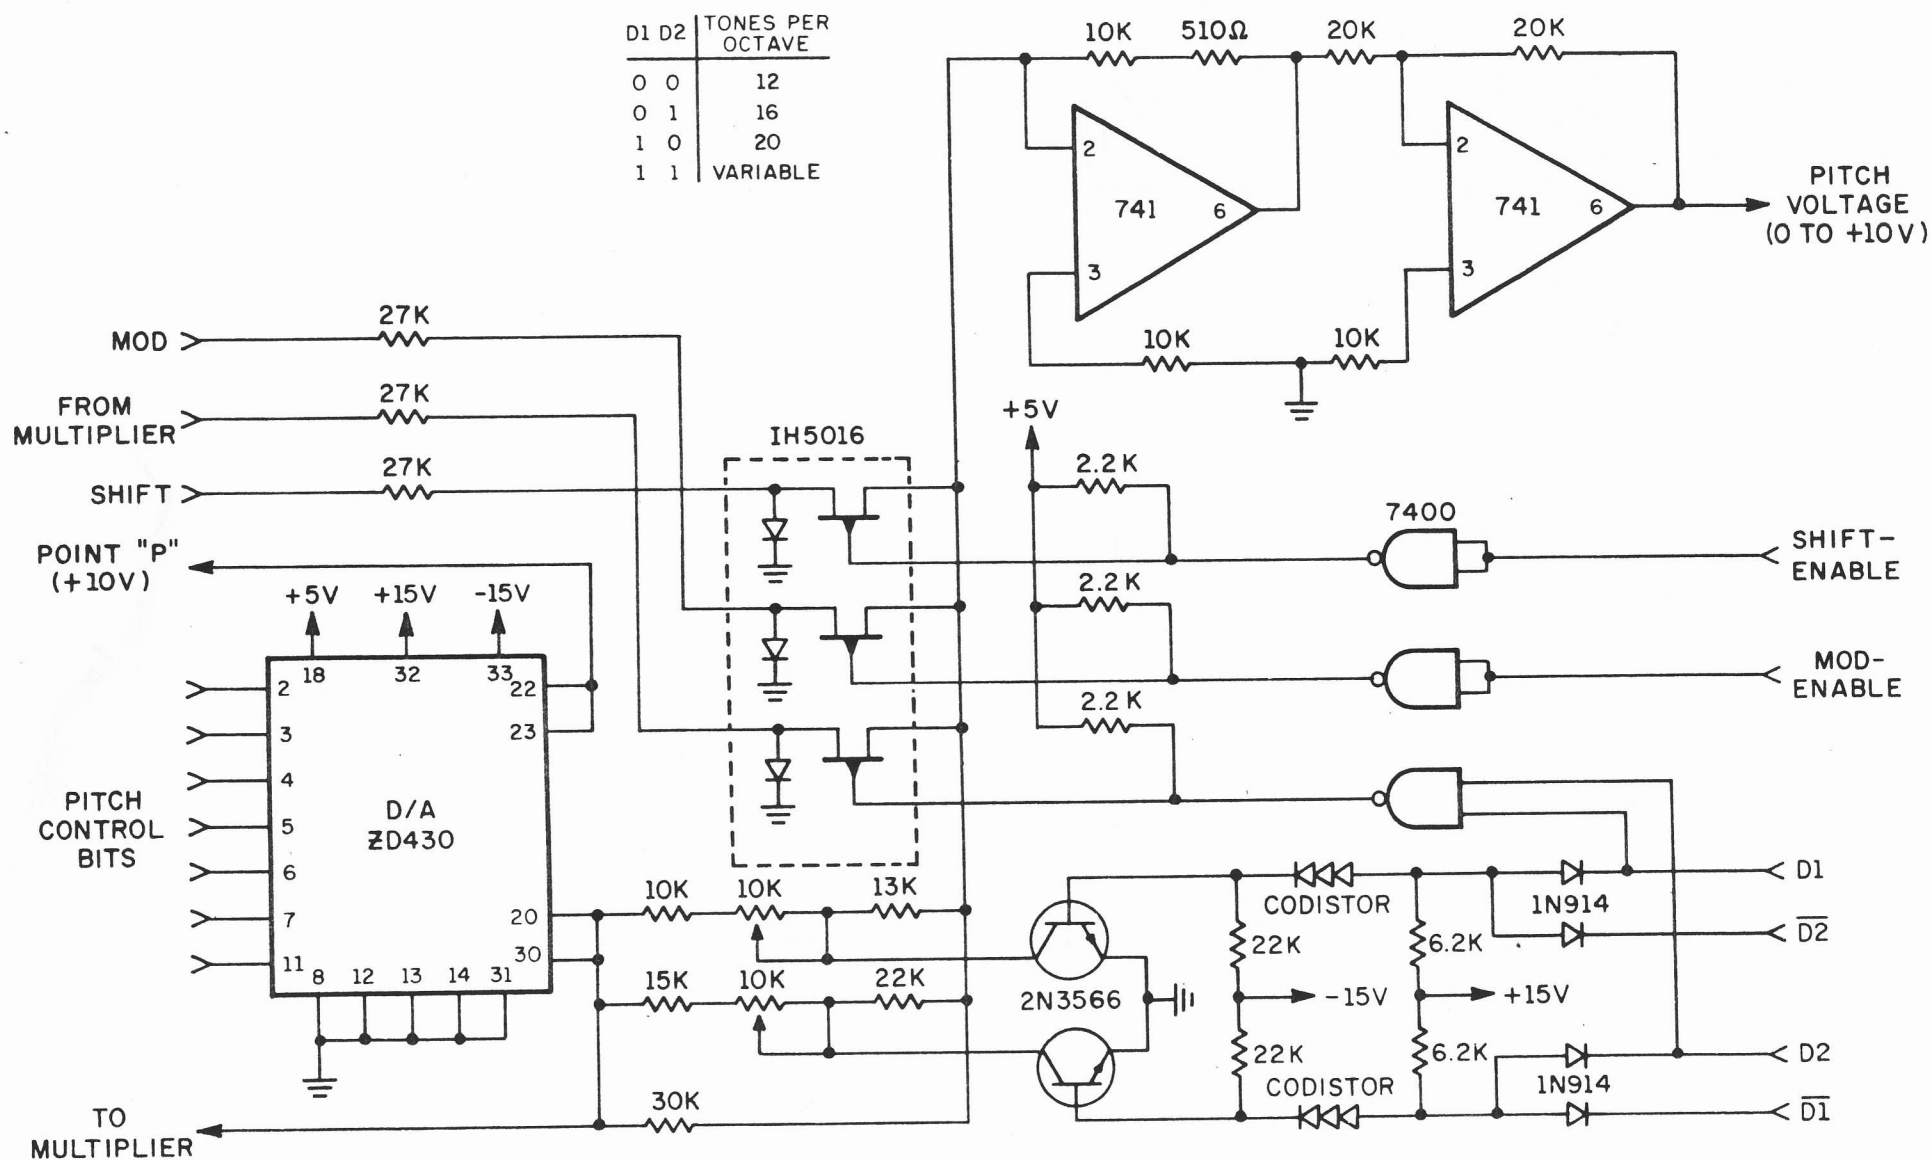 D1 D2 TONES PER OCTAVE
0 0 12
0 1 16
1 0 20
1 1 VARIABLE
10K
510Ω
20K
20K
2
741
6
3
2
741
6
3
10K
10K
PITCH
VOLTAGE
(0 TO +10V)
MOD
27K
FROM
MULTIPLIER
27K
SHIFT
27K
IH5016
+5V
2.2K
2.2K
2.2K
7400
SHIFT-
ENABLE
MOD-
ENABLE
POINT "P"
(+10V)
+5V
+15V
-15V
18
32
33
22
23
2
3
4
5
6
7
11
PITCH
CONTROL
BITS
D/A
ZD430
20
30
8
12
13
14
31
10K
10K
13K
15K
10K
22K
30K
TO
MULTIPLIER
2N3566
CODISTOR
22K
-15V
22K
CODISTOR
6.2K
+15V
6.2K
1N914
1N914
D1
D̅2̅
D2
D̅1̅